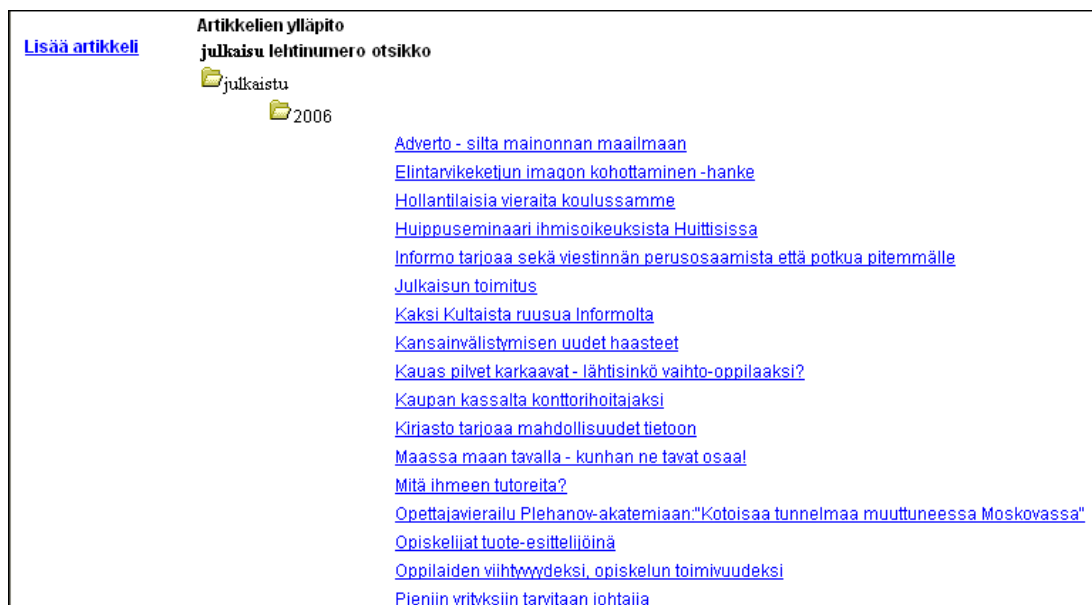 Lisää artikkeli
Artikkelien ylläpito
julkaisu lehtinumero otsikko
julkaistu
2006
Adverto - silta mainonnan maailmaan
Elintarvikeketjun imagon kohottaminen -hanke
Hollantilaisia vieraita koulussamme
Huippuseminaari ihmisoikeuksista Huittisissa
Informo tarjoaa sekä viestinnän perusosaamista että potkua pitemmälle
Julkaisun toimitus
Kaksi Kultaista ruusua Informolta
Kansainvälistymisen uudet haasteet
Kauas pilvet karkaavat - lähtisinkö vaihto-oppilaaksi?
Kaupan kassalta konttorihoitajaksi
Kirjasto tarjoaa mahdollisuudet tietoon
Maassa maan tavalla - kunhan ne tavat osaa!
Mitä ihmeen tutoreita?
Opettajavierailu Plehanov-akatemiaan:"Kotoisaa tunnelmaa muuttuneessa Moskovassa"
Opiskelijat tuote-esittelijöinä
Oppilaiden viihtyvyydeksi, opiskelun toimivuudeksi
Pieniin yrityksiin tarvitaan johtajia